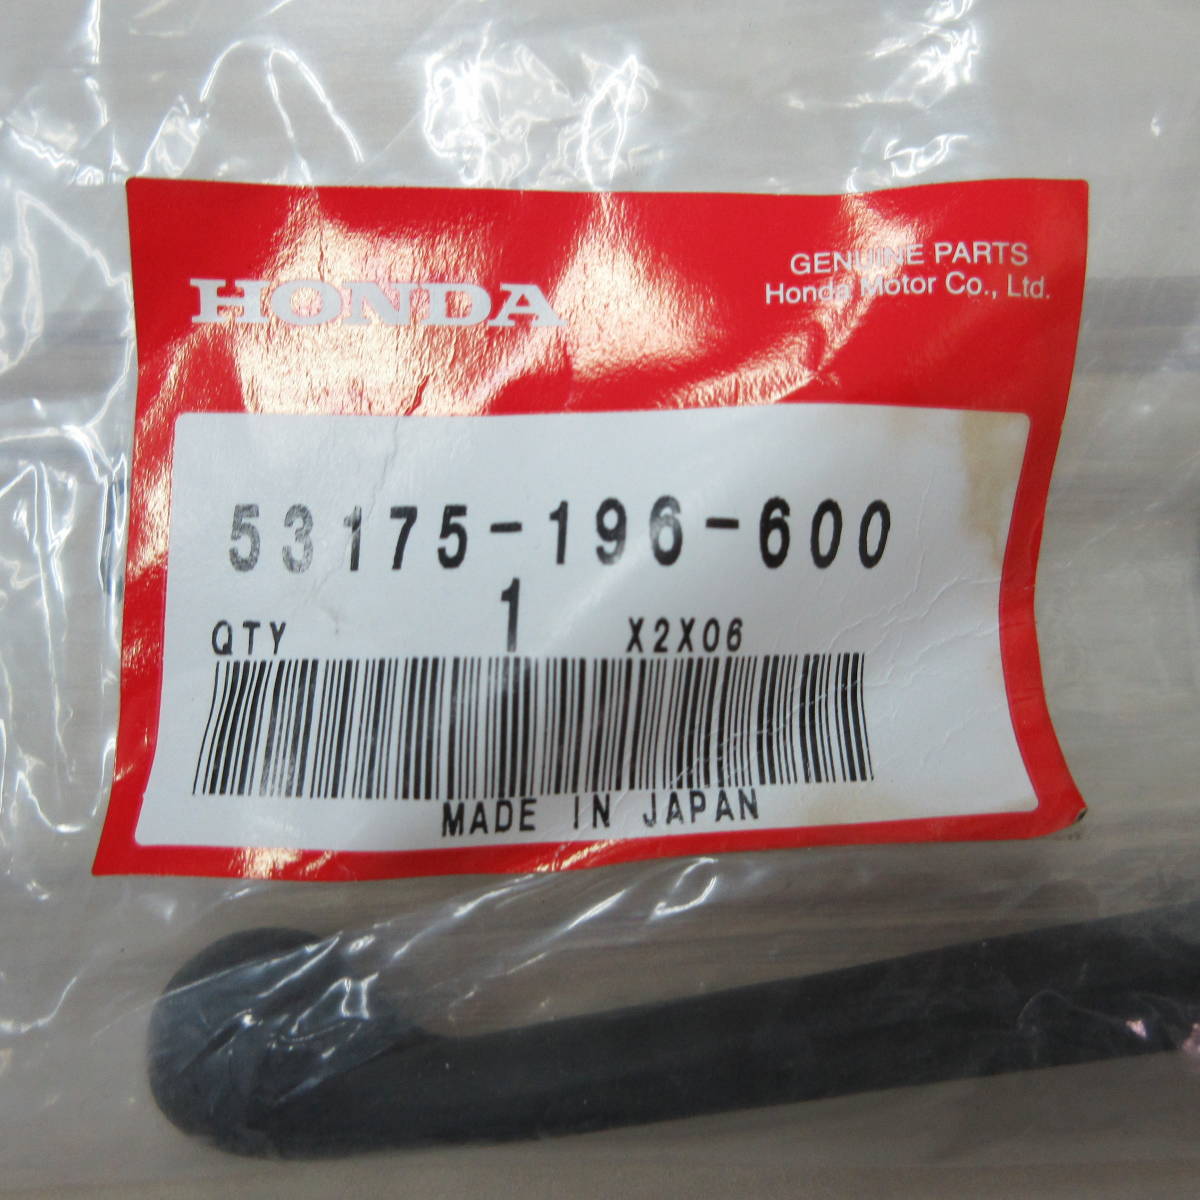 HONDA
GENUINE PARTS
Honda Motor Co., Ltd.
53175-196-600
QTY 1 X2X06
MADE IN JAPAN